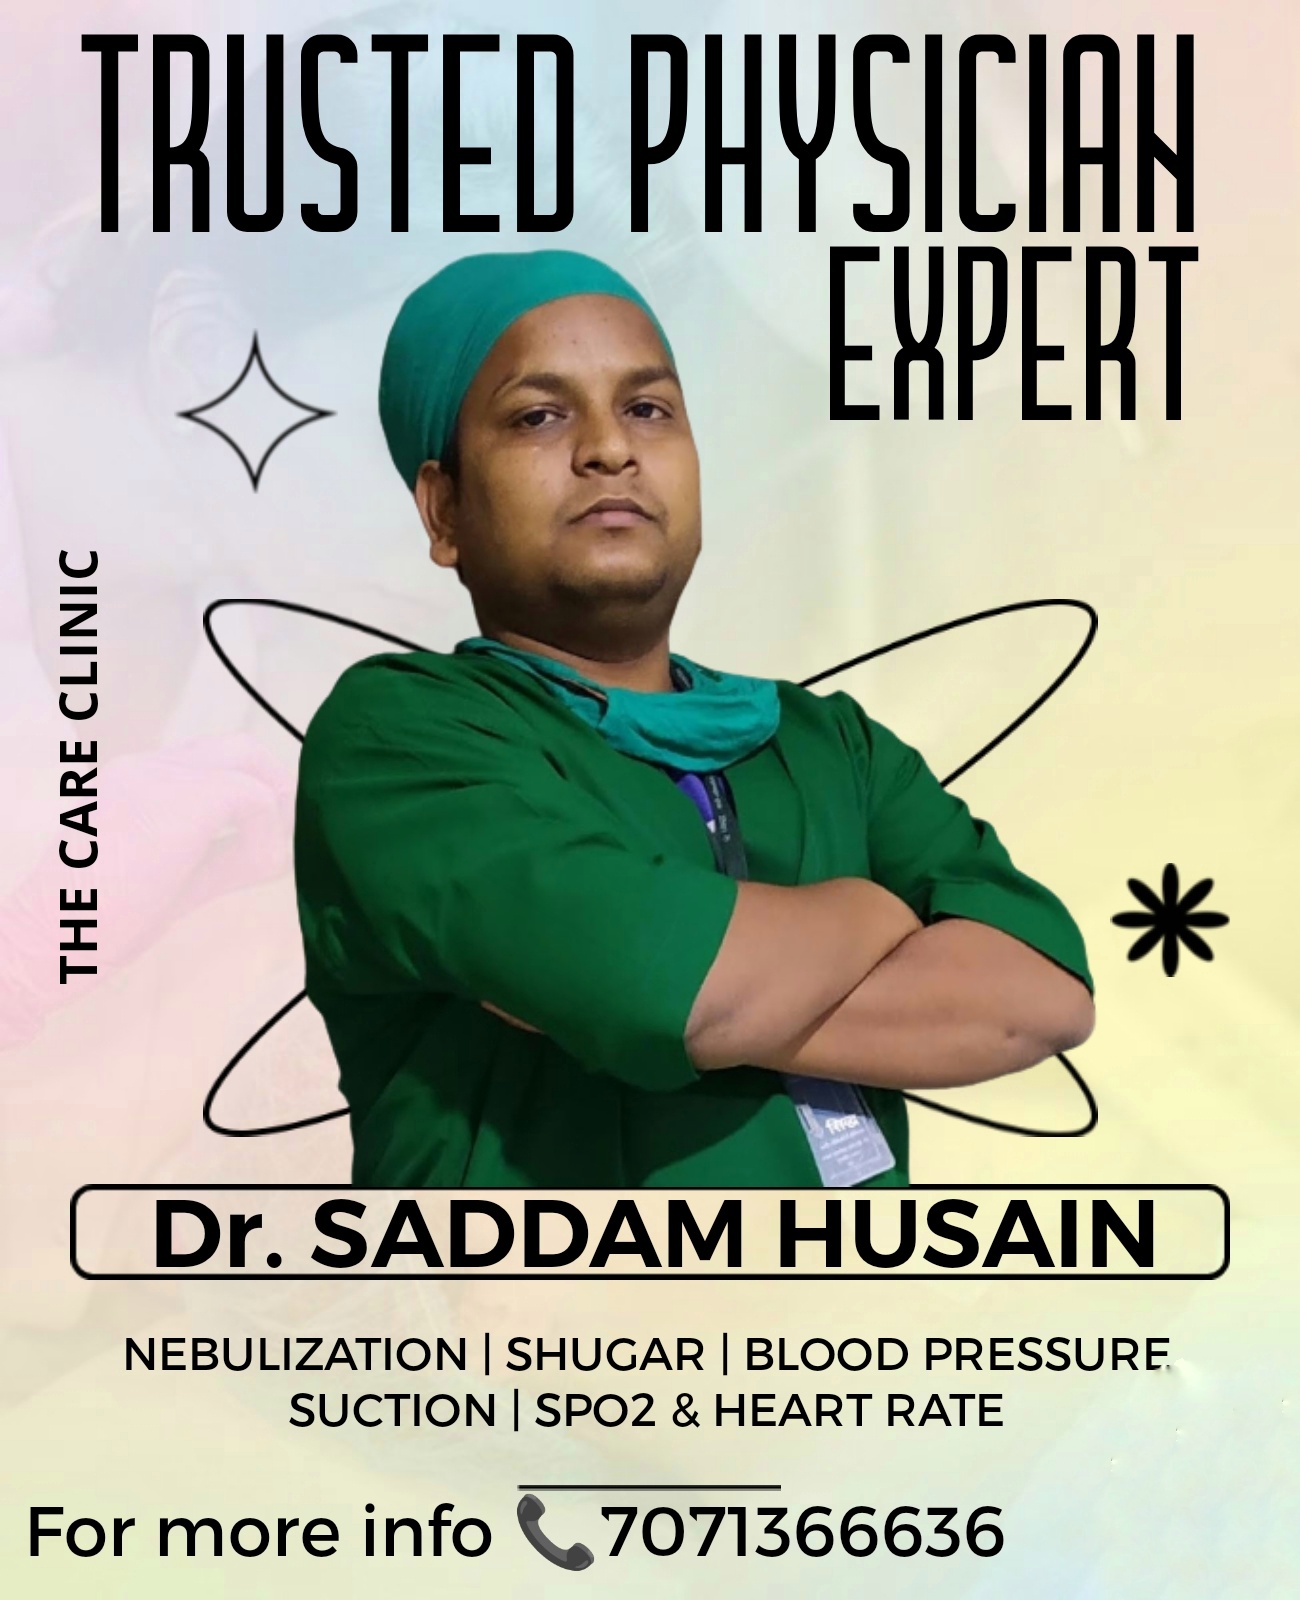 TRUSTED PHYSICIAN
EXPERT
THE CARE CLINIC
Dr. SADDAM HUSAIN
NEBULIZATION | SHUGAR | BLOOD PRESSURE
SUCTION | SPO2 & HEART RATE
For more info 📞7071366636